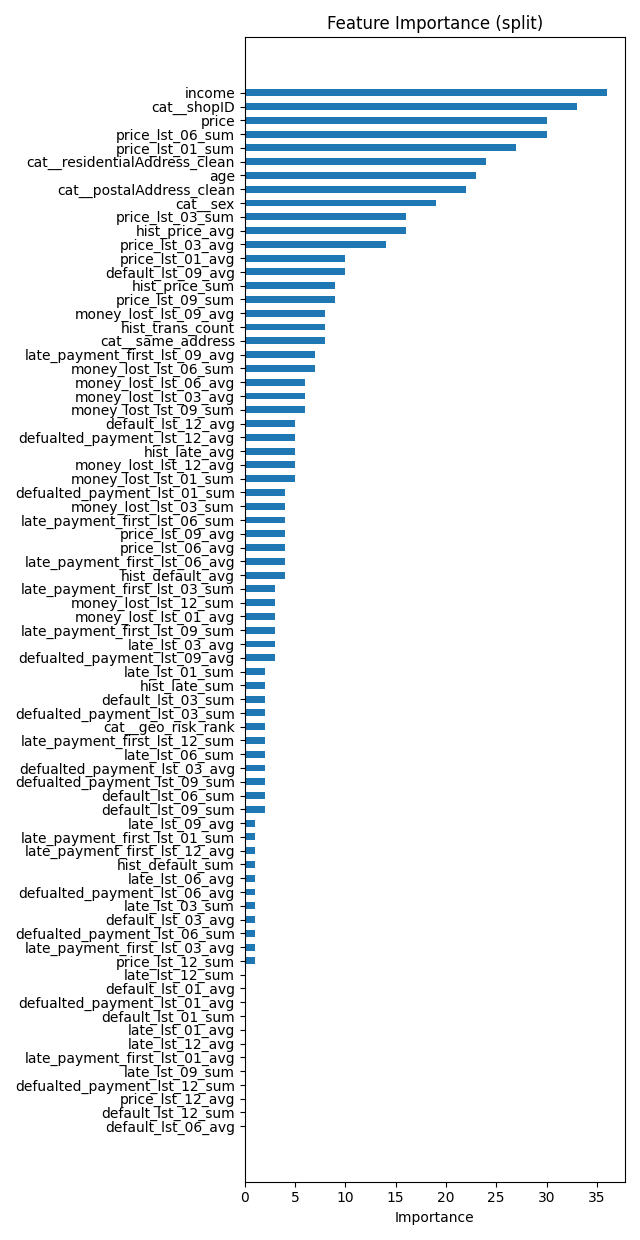 Feature Importance (split)
income
cat__shopID
price
price_lst_06_sum
price_lst_01_sum
cat__residentialAddress_clean
age
cat__postalAddress_clean
cat__sex
price_lst_03_sum
hist_price_avg
price_lst_03_avg
price_lst_01_avg
default_lst_09_avg
hist_price_sum
price_lst_09_sum
money_lost_lst_09_avg
hist_trans_count
cat__same_address
late_payment_first_lst_09_avg
money_lost_lst_06_sum
money_lost_lst_06_avg
money_lost_lst_03_avg
money_lost_lst_09_sum
default_lst_12_avg
defualted_payment_lst_12_avg
hist_late_avg
money_lost_lst_12_avg
money_lost_lst_01_sum
defualted_payment_lst_01_sum
money_lost_lst_03_sum
late_payment_first_lst_06_sum
price_lst_09_avg
price_lst_06_avg
late_payment_first_lst_06_avg
hist_default_avg
late_payment_first_lst_03_sum
money_lost_lst_12_sum
money_lost_lst_01_avg
late_payment_first_lst_09_sum
late_lst_03_avg
defualted_payment_lst_09_avg
late_lst_01_sum
hist_late_sum
default_lst_03_sum
defualted_payment_lst_03_sum
cat__geo_risk_rank
late_payment_first_lst_12_sum
late_lst_06_sum
defualted_payment_lst_03_avg
defualted_payment_lst_09_sum
default_lst_06_sum
default_lst_09_sum
late_lst_09_avg
late_payment_first_lst_01_sum
late_payment_first_lst_12_avg
hist_default_sum
late_lst_06_avg
defualted_payment_lst_06_avg
late_lst_03_sum
default_lst_03_avg
defualted_payment_lst_06_sum
late_payment_first_lst_03_avg
price_lst_12_sum
late_lst_12_sum
default_lst_01_avg
defualted_payment_lst_01_avg
default_lst_01_sum
late_lst_01_avg
late_lst_12_avg
late_payment_first_lst_01_avg
late_lst_09_sum
defualted_payment_lst_12_sum
price_lst_12_avg
default_lst_12_sum
default_lst_06_avg
0 5 10 15 20 25 30 35
Importance